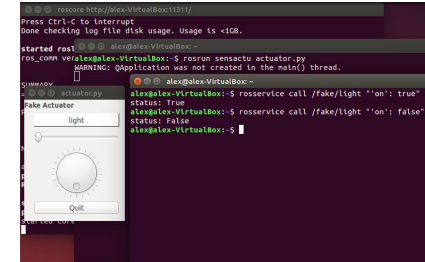 roscore http://alex-VirtualBox:11311/
Press Ctrl-C to interrupt
Done checking log file disk usage. Usage is <1GB.
started rosl
ros_comm ver
SUMMARY
alex@alex-VirtualBox: ~
alex@alex-VirtualBox:~$ rosrun sensactu actuator.py
WARNING: QApplication was not created in the main() thread.
alex@alex-VirtualBox: ~
alex@alex-VirtualBox:~$ rosservice call /fake/light "'on': true"
status: True
alex@alex-VirtualBox:~$ rosservice call /fake/light "'on': false"
status: False
alex@alex-VirtualBox:~$
actuator.py
Fake Actuator
light
Quit